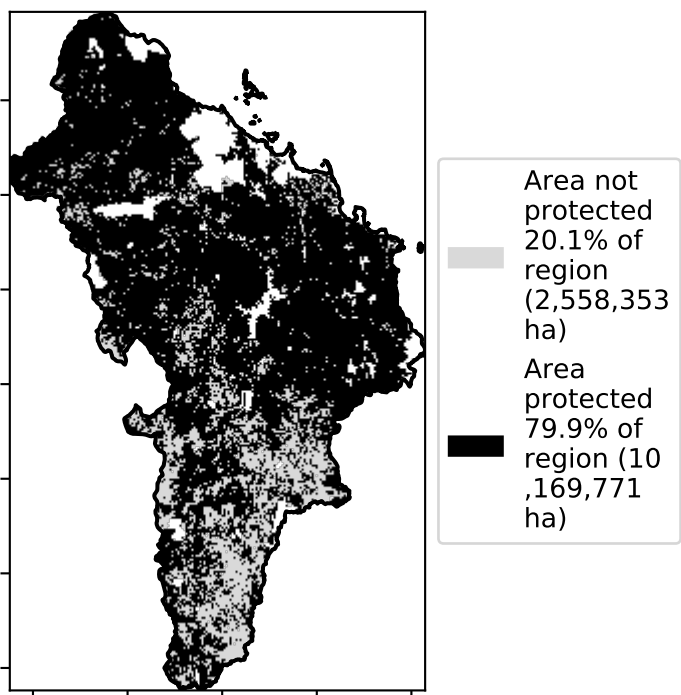 Area not
protected
20.1% of
region
(2,558,353
ha)
Area
protected
79.9% of
region (10
,169,771
ha)